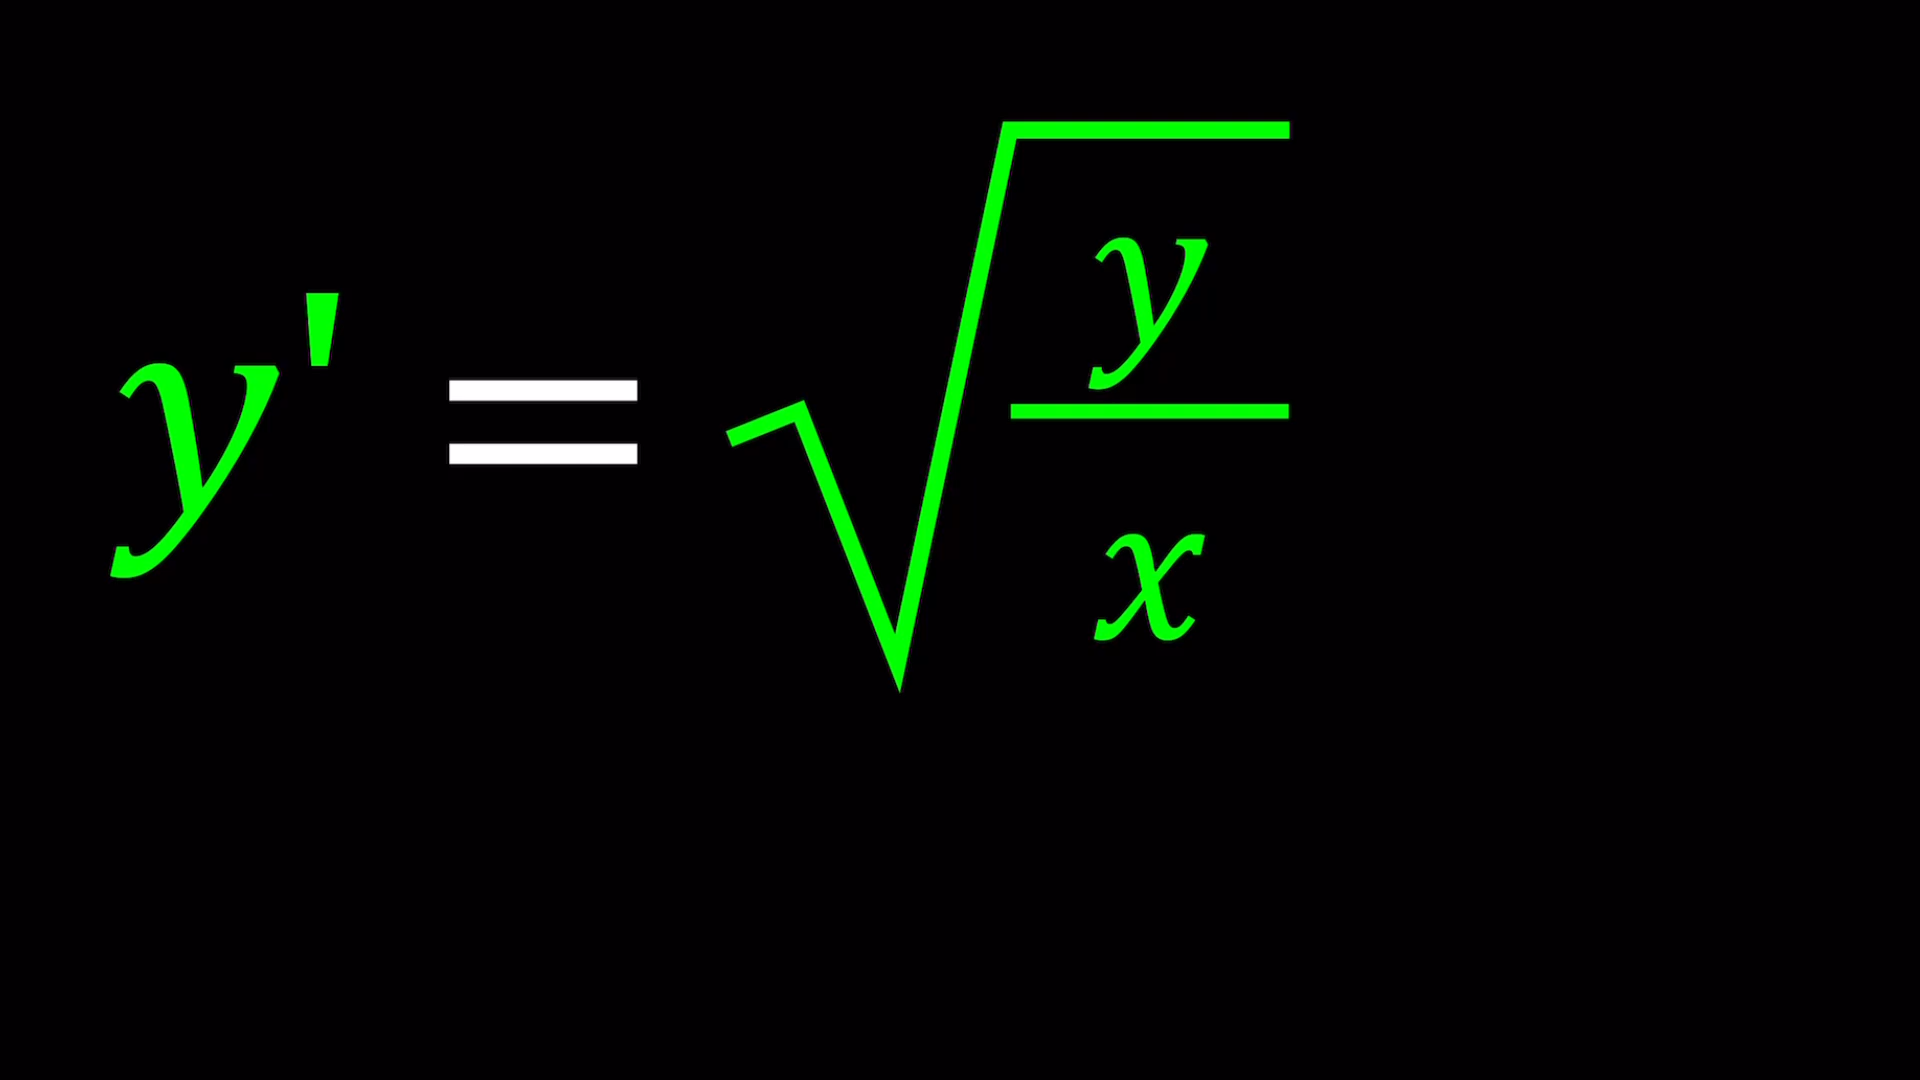 y' = √(y/x)